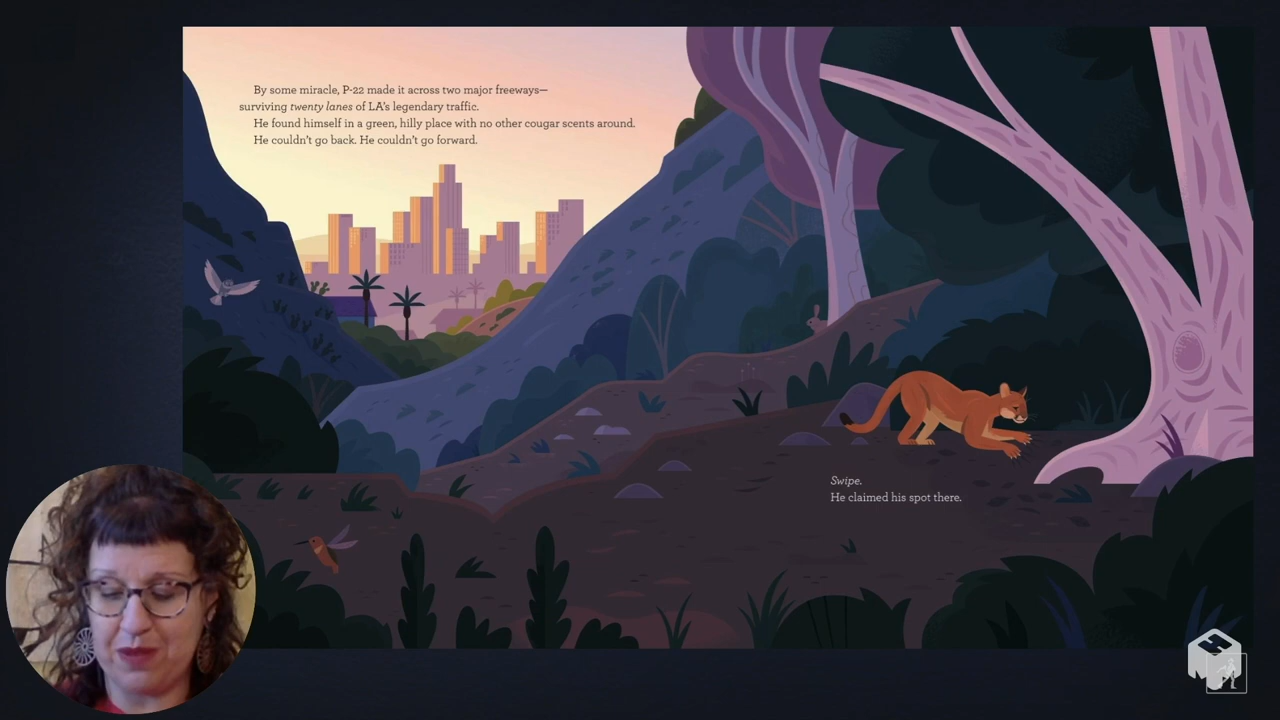 By some miracle, P-22 made it across two major freeways—
surviving twenty lanes of LA's legendary traffic.
He found himself in a green, hilly place with no other cougar scents around.
He couldn't go back. He couldn't go forward.
Swipe.
He claimed his spot there.